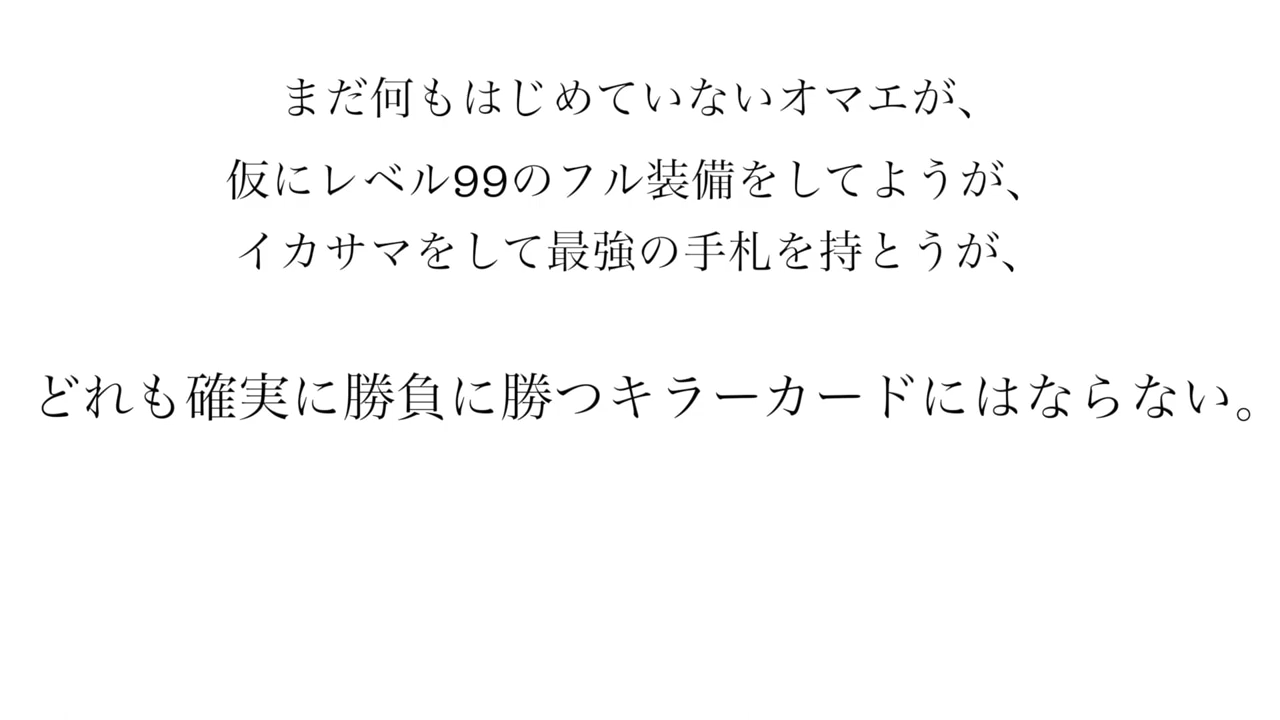 まだ何もはじめていないオマエが、
仮にレベル99のフル装備をしてようが、
イカサマをして最強の手札を持とうが、
どれも確実に勝負に勝つキラーカードにはならない。